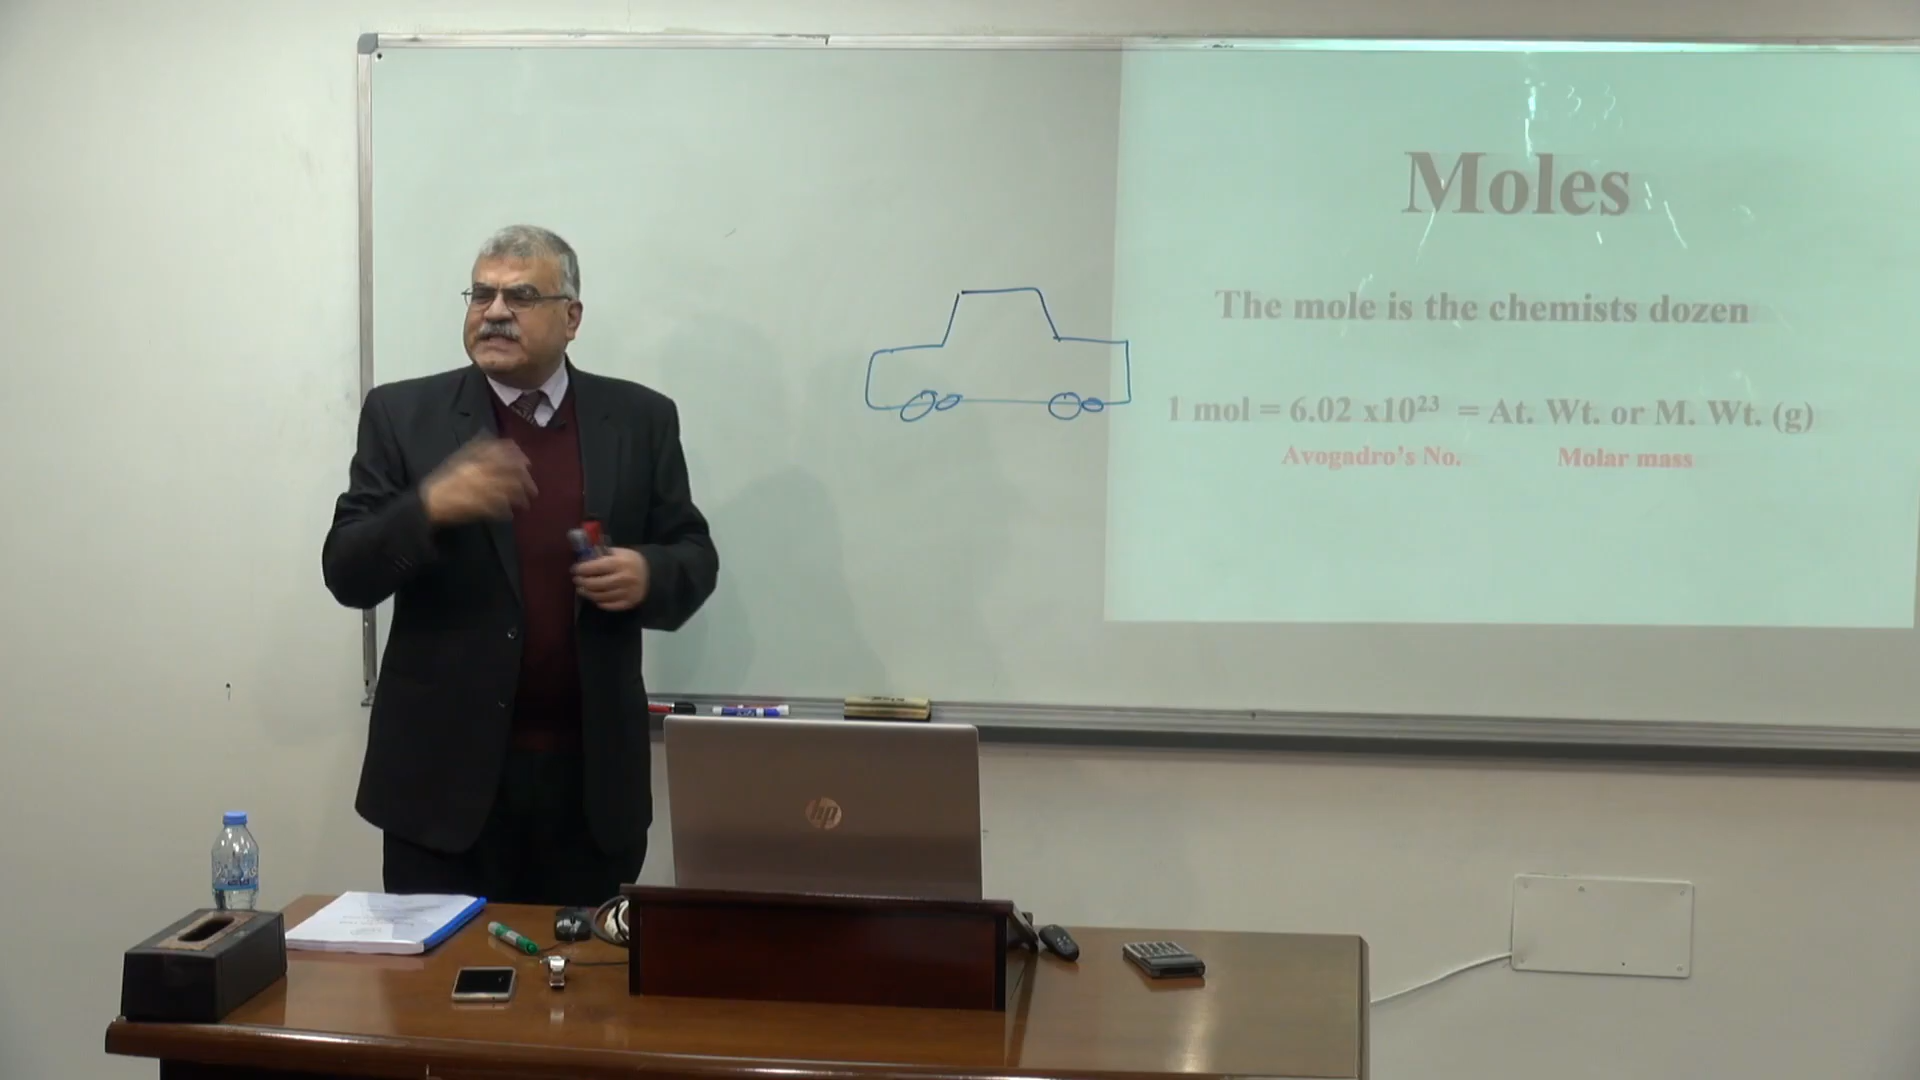 Moles
The mole is the chemists dozen
1 mol = 6.02 x10²³ = At. Wt. or M. Wt. (g)
Avogadro's No. Molar mass
hp